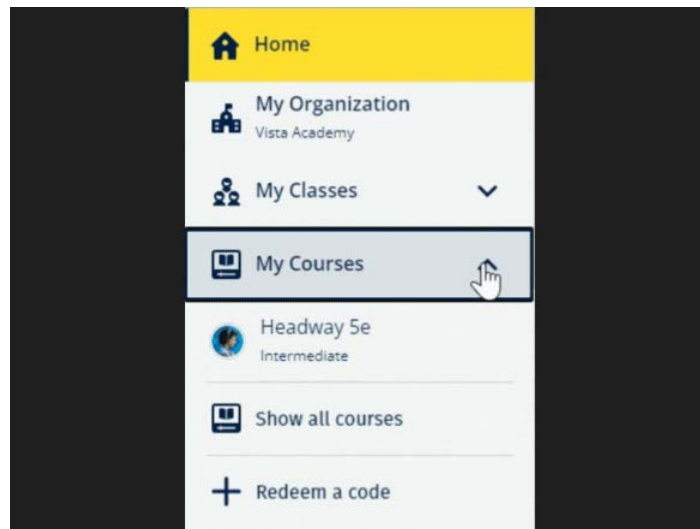 Home
My Organization
Vista Academy
My Classes
My Courses
Headway 5e
Intermediate
Show all courses
Redeem a code